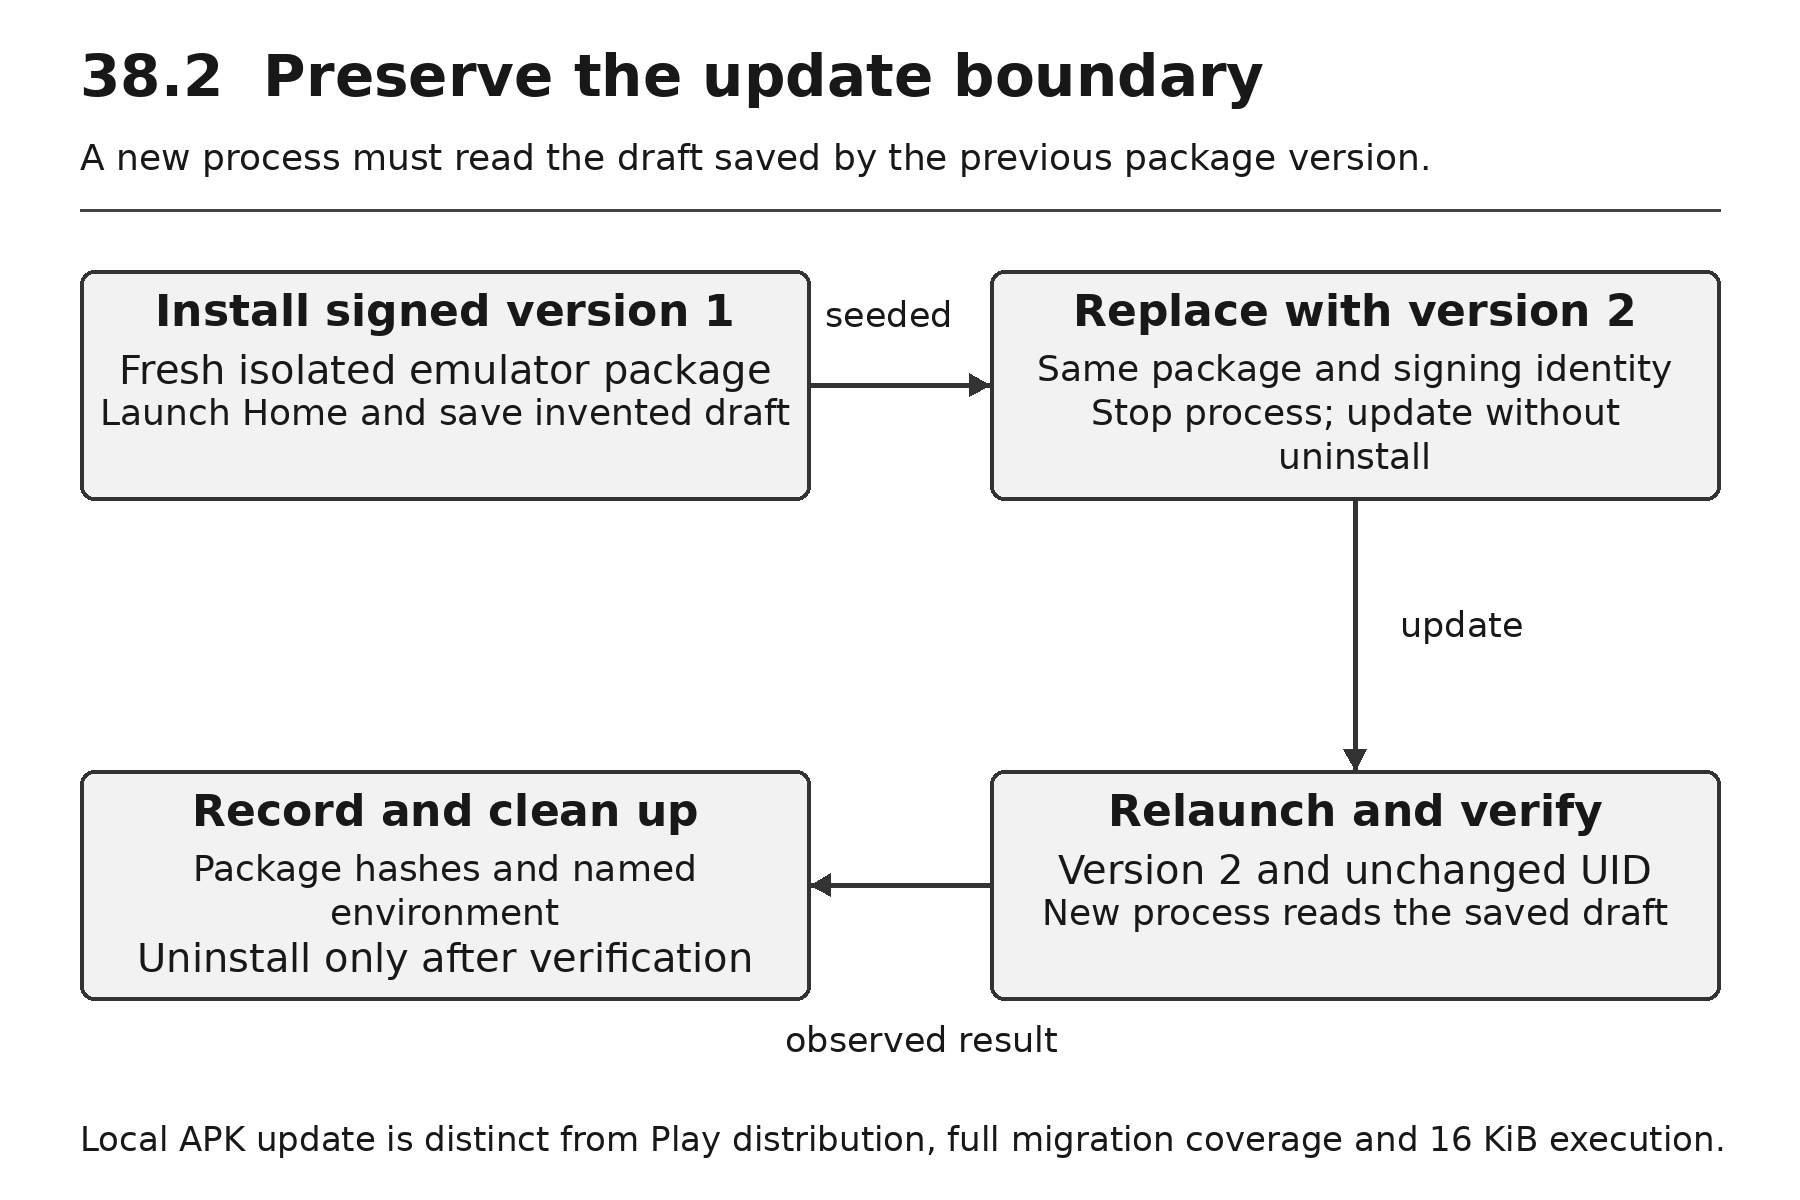 38.2 Preserve the update boundary
A new process must read the draft saved by the previous package version.
Install signed version 1
Fresh isolated emulator package
Launch Home and save invented draft
seeded
Replace with version 2
Same package and signing identity
Stop process; update without
uninstall
update
Relaunch and verify
Version 2 and unchanged UID
New process reads the saved draft
Record and clean up
Package hashes and named
environment
Uninstall only after verification
observed result
Local APK update is distinct from Play distribution, full migration coverage and 16 KiB execution.